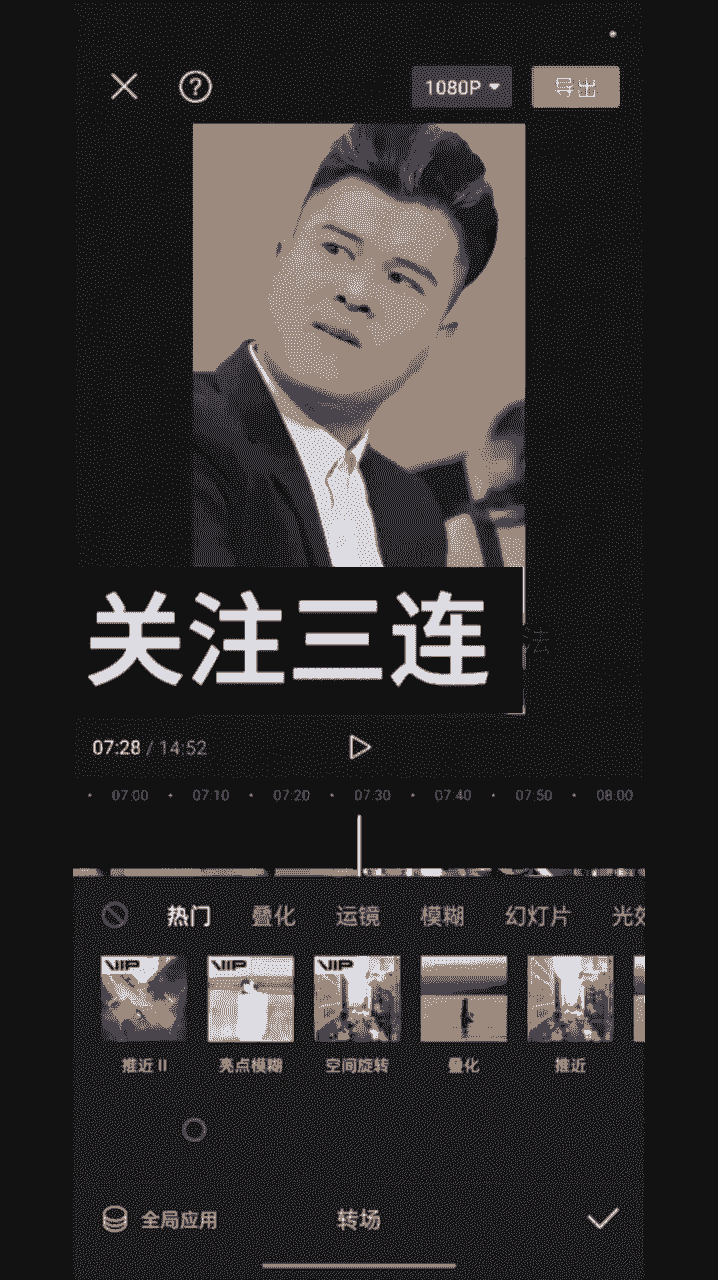 1080P
导出
关注三连
法
07:28 / 14:52
07:00 07:10 07:20 07:30 07:40 07:50 08:00
热门 叠化 运镜 模糊 幻灯片 光效
VIP VIP VIP
推近 II 亮点模糊 空间旋转 叠化 推近
全局应用 转场